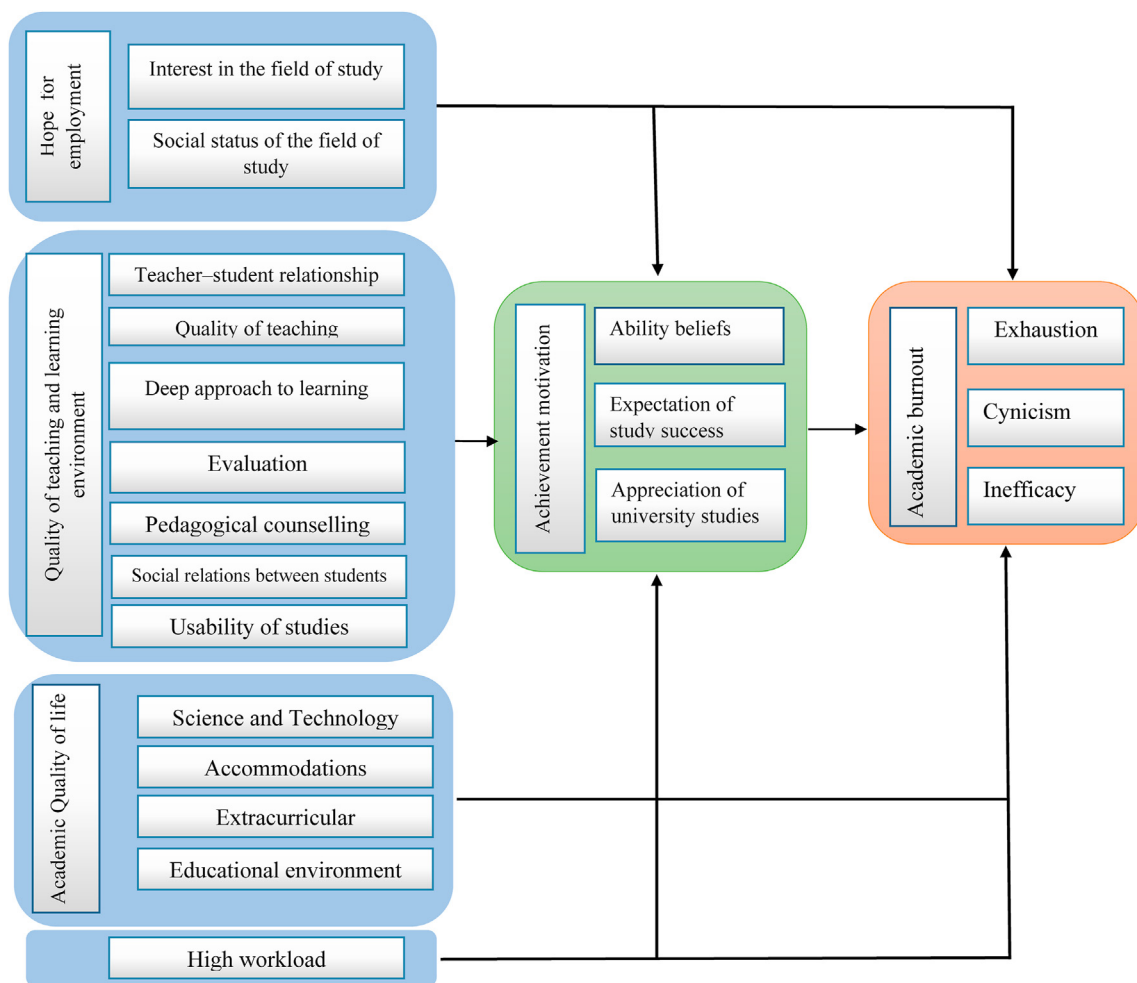 Hope for
employment
Interest in the field of study
Social status of the field of
study
Quality of teaching and learning
environment
Teacher–student relationship
Quality of teaching
Deep approach to learning
Evaluation
Pedagogical counselling
Social relations between students
Usability of studies
Achievement motivation
Ability beliefs
Expectation of
study success
Appreciation of
university studies
Academic burnout
Exhaustion
Cynicism
Inefficacy
Academic Quality of life
Science and Technology
Accommodations
Extracurricular
Educational environment
High workload